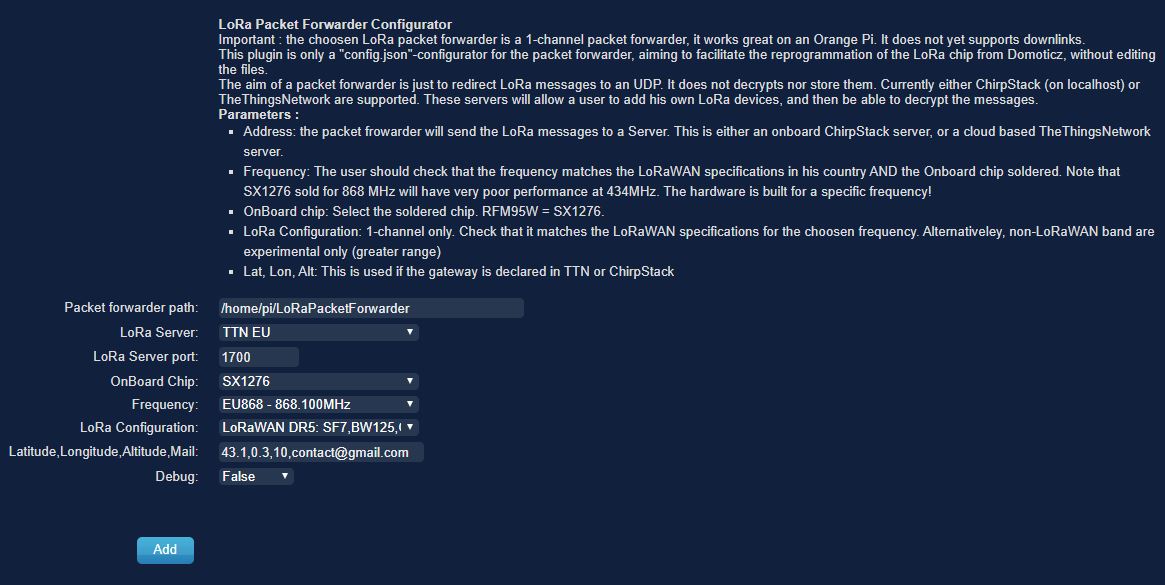 LoRa Packet Forwarder Configurator
Important : the choosen LoRa packet forwarder is a 1-channel packet forwarder, it works great on an Orange Pi. It does not yet supports downlinks.
This plugin is only a "config.json"-configurator for the packet forwarder, aiming to facilitate the reprogrammation of the LoRa chip from Domoticz, without editing
the files.
The aim of a packet forwarder is just to redirect LoRa messages to an UDP. It does not decrypts nor store them. Currently either ChirpStack (on localhost) or
TheThingsNetwork are supported. These servers will allow a user to add his own LoRa devices, and then be able to decrypt the messages.
Parameters :
Address: the packet frowarder will send the LoRa messages to a Server. This is either an onboard ChirpStack server, or a cloud based TheThingsNetwork
server.
Frequency: The user should check that the frequency matches the LoRaWAN specifications in his country AND the Onboard chip soldered. Note that
SX1276 sold for 868 MHz will have very poor performance at 434MHz. The hardware is built for a specific frequency!
OnBoard chip: Select the soldered chip. RFM95W = SX1276.
LoRa Configuration: 1-channel only. Check that it matches the LoRaWAN specifications for the choosen frequency. Alternativeley, non-LoRaWAN band are
experimental only (greater range)
Lat, Lon, Alt: This is used if the gateway is declared in TTN or ChirpStack
Packet forwarder path: /home/pi/LoRaPacketForwarder
LoRa Server: TTN EU
LoRa Server port: 1700
OnBoard Chip: SX1276
Frequency: EU868 - 868.100MHz
LoRa Configuration: LoRaWAN DR5: SF7,BW125,
Latitude,Longitude,Altitude,Mail: 43.1,0.3,10,contact@gmail.com
Debug: False
Add